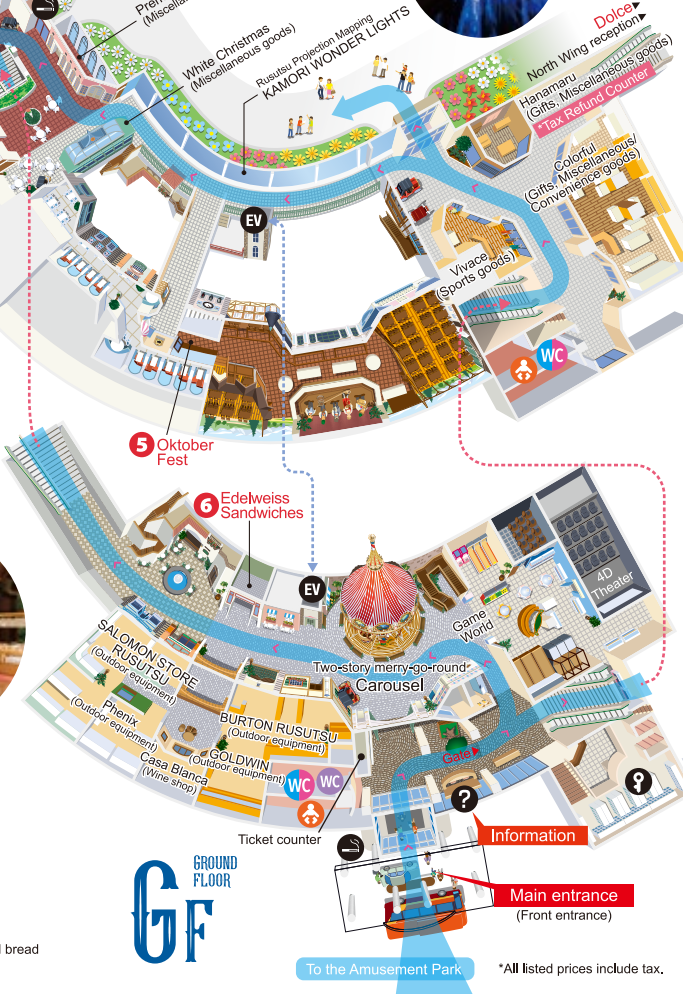 (Miscella
White Christmas
(Miscellaneous goods)
Rusutsu Projection Mapping
KAMORI WONDER LIGHTS
Dolce▶
North Wing reception▶
Hanamaru
(Gifts, Miscellaneous goods)
*Tax Refund Counter
Colorful
(Gifts, Miscellaneous/
Convenience goods)
EV
Vivace
(Sports goods)
WC
5 Oktober
Fest
6 Edelweiss
Sandwiches
EV
4D
Theater
Game
World
Two-story merry-go-round
Carousel
SALOMON STORE
RUSUTSU
(Outdoor equipment)
Phenix
(Outdoor equipment)
Casa Blanca
(Wine shop)
BURTON RUSUTSU
(Outdoor equipment)
GOLDWIN
(Outdoor equipment)
WC WC
Gate▶
?
Ticket counter
Information
Main entrance
(Front entrance)
GROUND
FLOOR
GF
bread
To the Amusement Park
*All listed prices include tax.